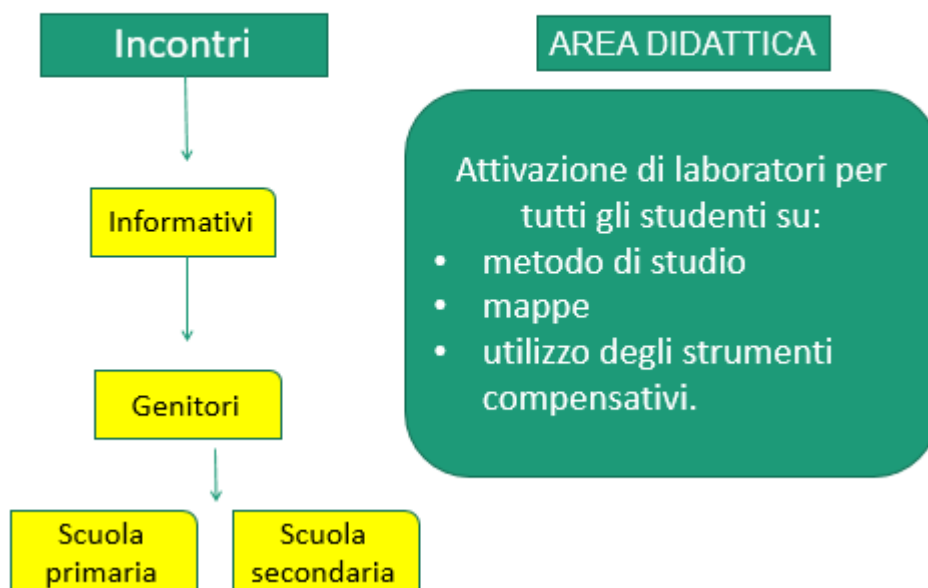 Incontri
Informativi
Genitori
Scuola
primaria
Scuola
secondaria
AREA DIDATTICA
Attivazione di laboratori per
tutti gli studenti su:
• metodo di studio
• mappe
• utilizzo degli strumenti
compensativi.